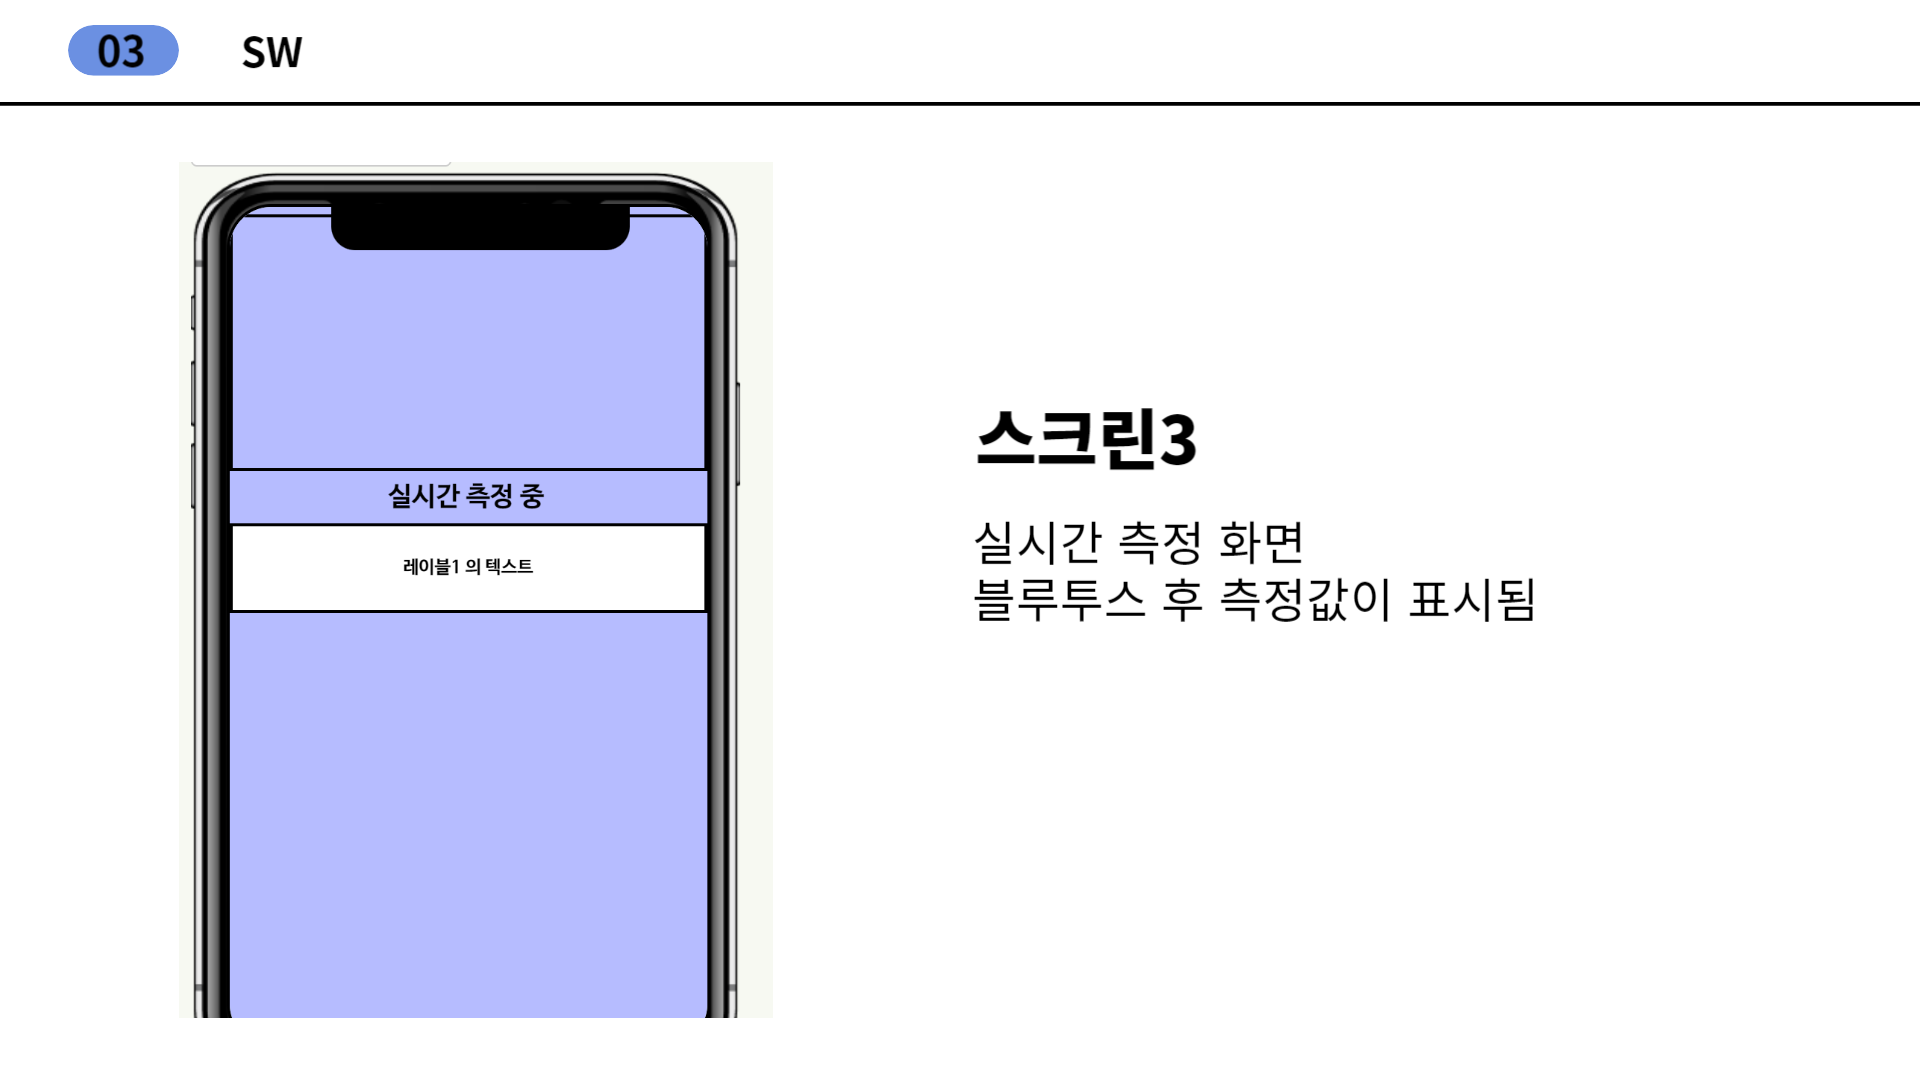 03 SW
실시간 측정 중
레이블1 의 텍스트
스크린3
실시간 측정 화면
블루투스 후 측정값이 표시됨